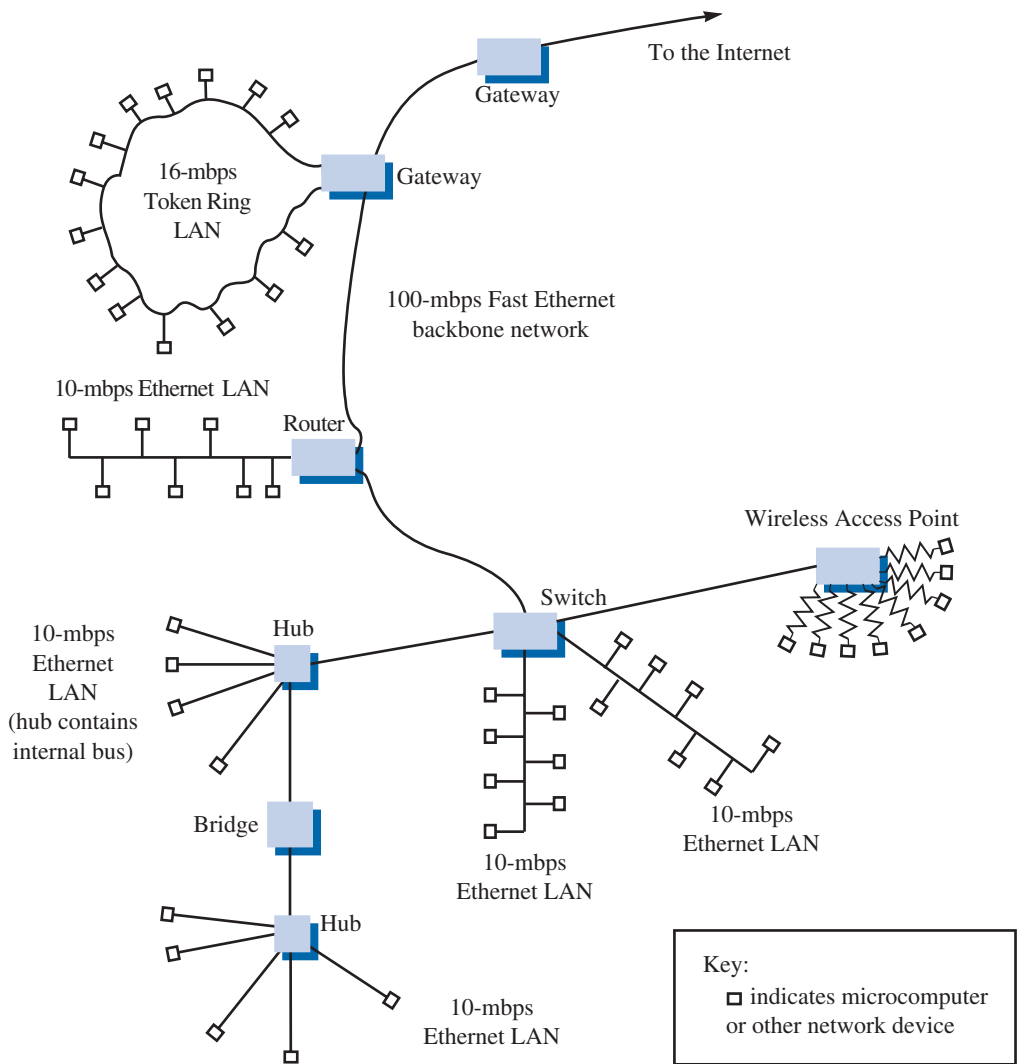 To the Internet
Gateway
16-mbps
Token Ring
LAN
Gateway
100-mbps Fast Ethernet
backbone network
10-mbps Ethernet LAN
Router
Wireless Access Point
Switch
10-mbps
Ethernet
LAN
(hub contains
internal bus)
Hub
10-mbps
Ethernet LAN
Bridge
10-mbps
Ethernet LAN
Hub
10-mbps
Ethernet LAN
Key:
indicates microcomputer
or other network device